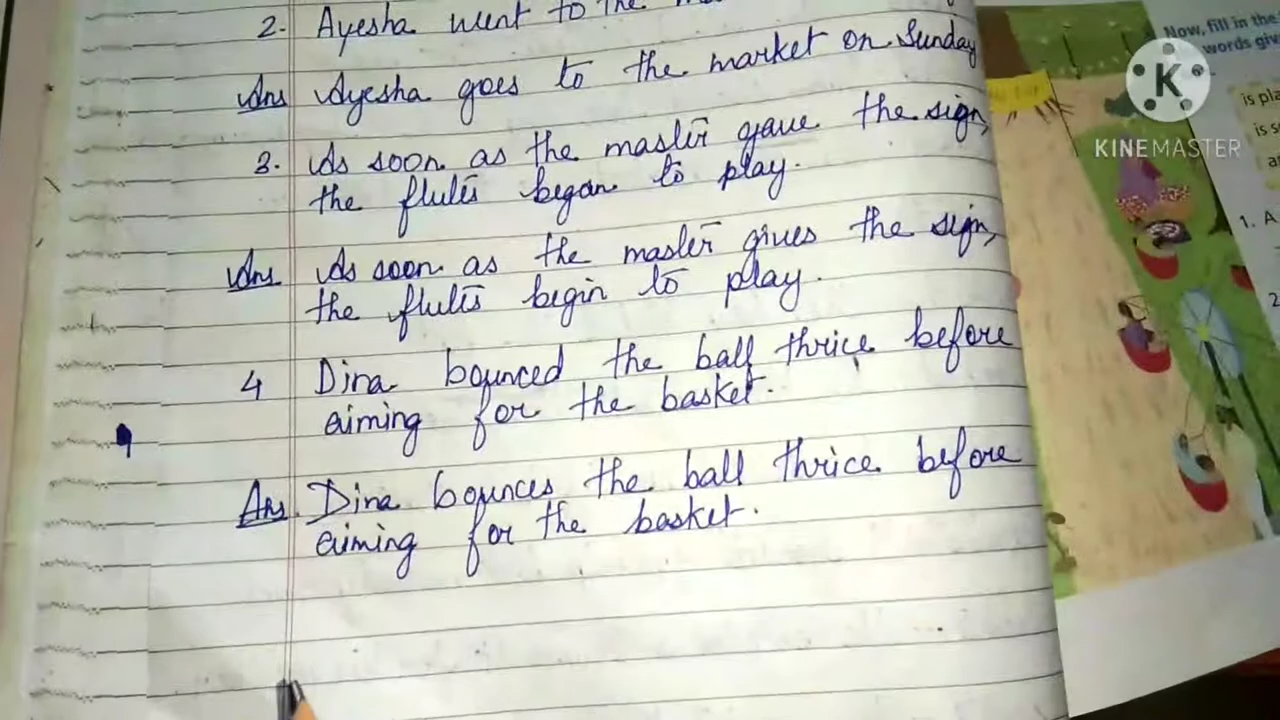 2. Ayesha went to the
Ans Ayesha goes to the market on Sunday
3. As soon as the master gave the sign,
the flutes began to play.
Ans As soon as the master gives the sign,
the flutes begin to play.
4 Dina bounced the ball thrice before
aiming for the basket.
Ans. Dina bounces the ball thrice before
aiming for the basket.
Now, fill in the
words giv
is pla
is s
a
1. A
2
K
KINEMASTER